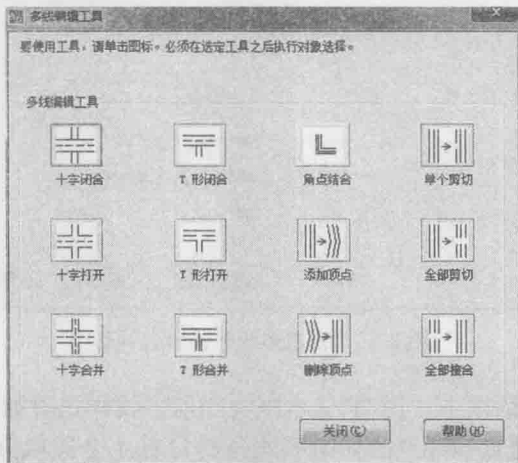 多线编辑工具
要使用工具，请单击图标。必须在选定工具之后执行对象选择。
多线编辑工具
十字闭合 T 形闭合 角点结合 单个剪切
十字打开 T 形打开 添加顶点 全部剪切
十字合并 T 形合并 删除顶点 全部接合
关闭(C) 帮助(H)